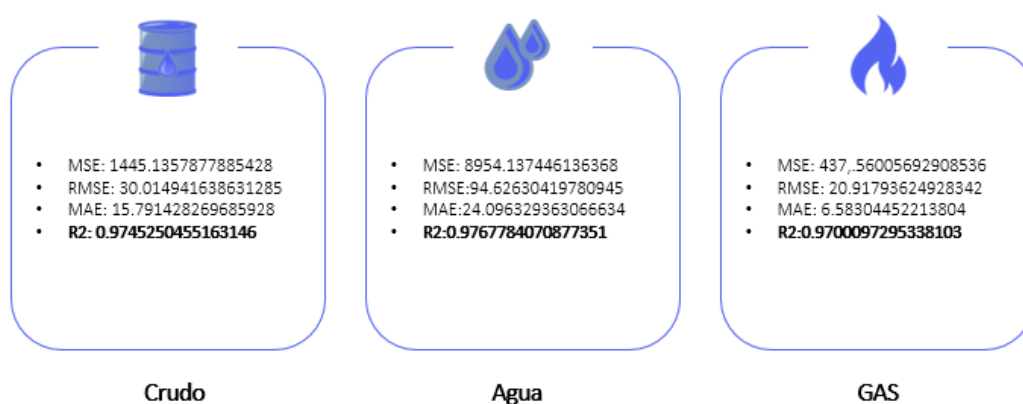 MSE: 1445.1357877885428
RMSE: 30.014941638631285
MAE: 15.791428269685928
R2: 0.9745250455163146
Crudo
MSE: 8954.137446136368
RMSE:94.62630419780945
MAE:24.096329363066634
R2:0.9767784070877351
Agua
MSE: 437,.56005692908536
RMSE: 20.91793624928342
MAE: 6.58304452213804
R2:0.9700097295338103
GAS